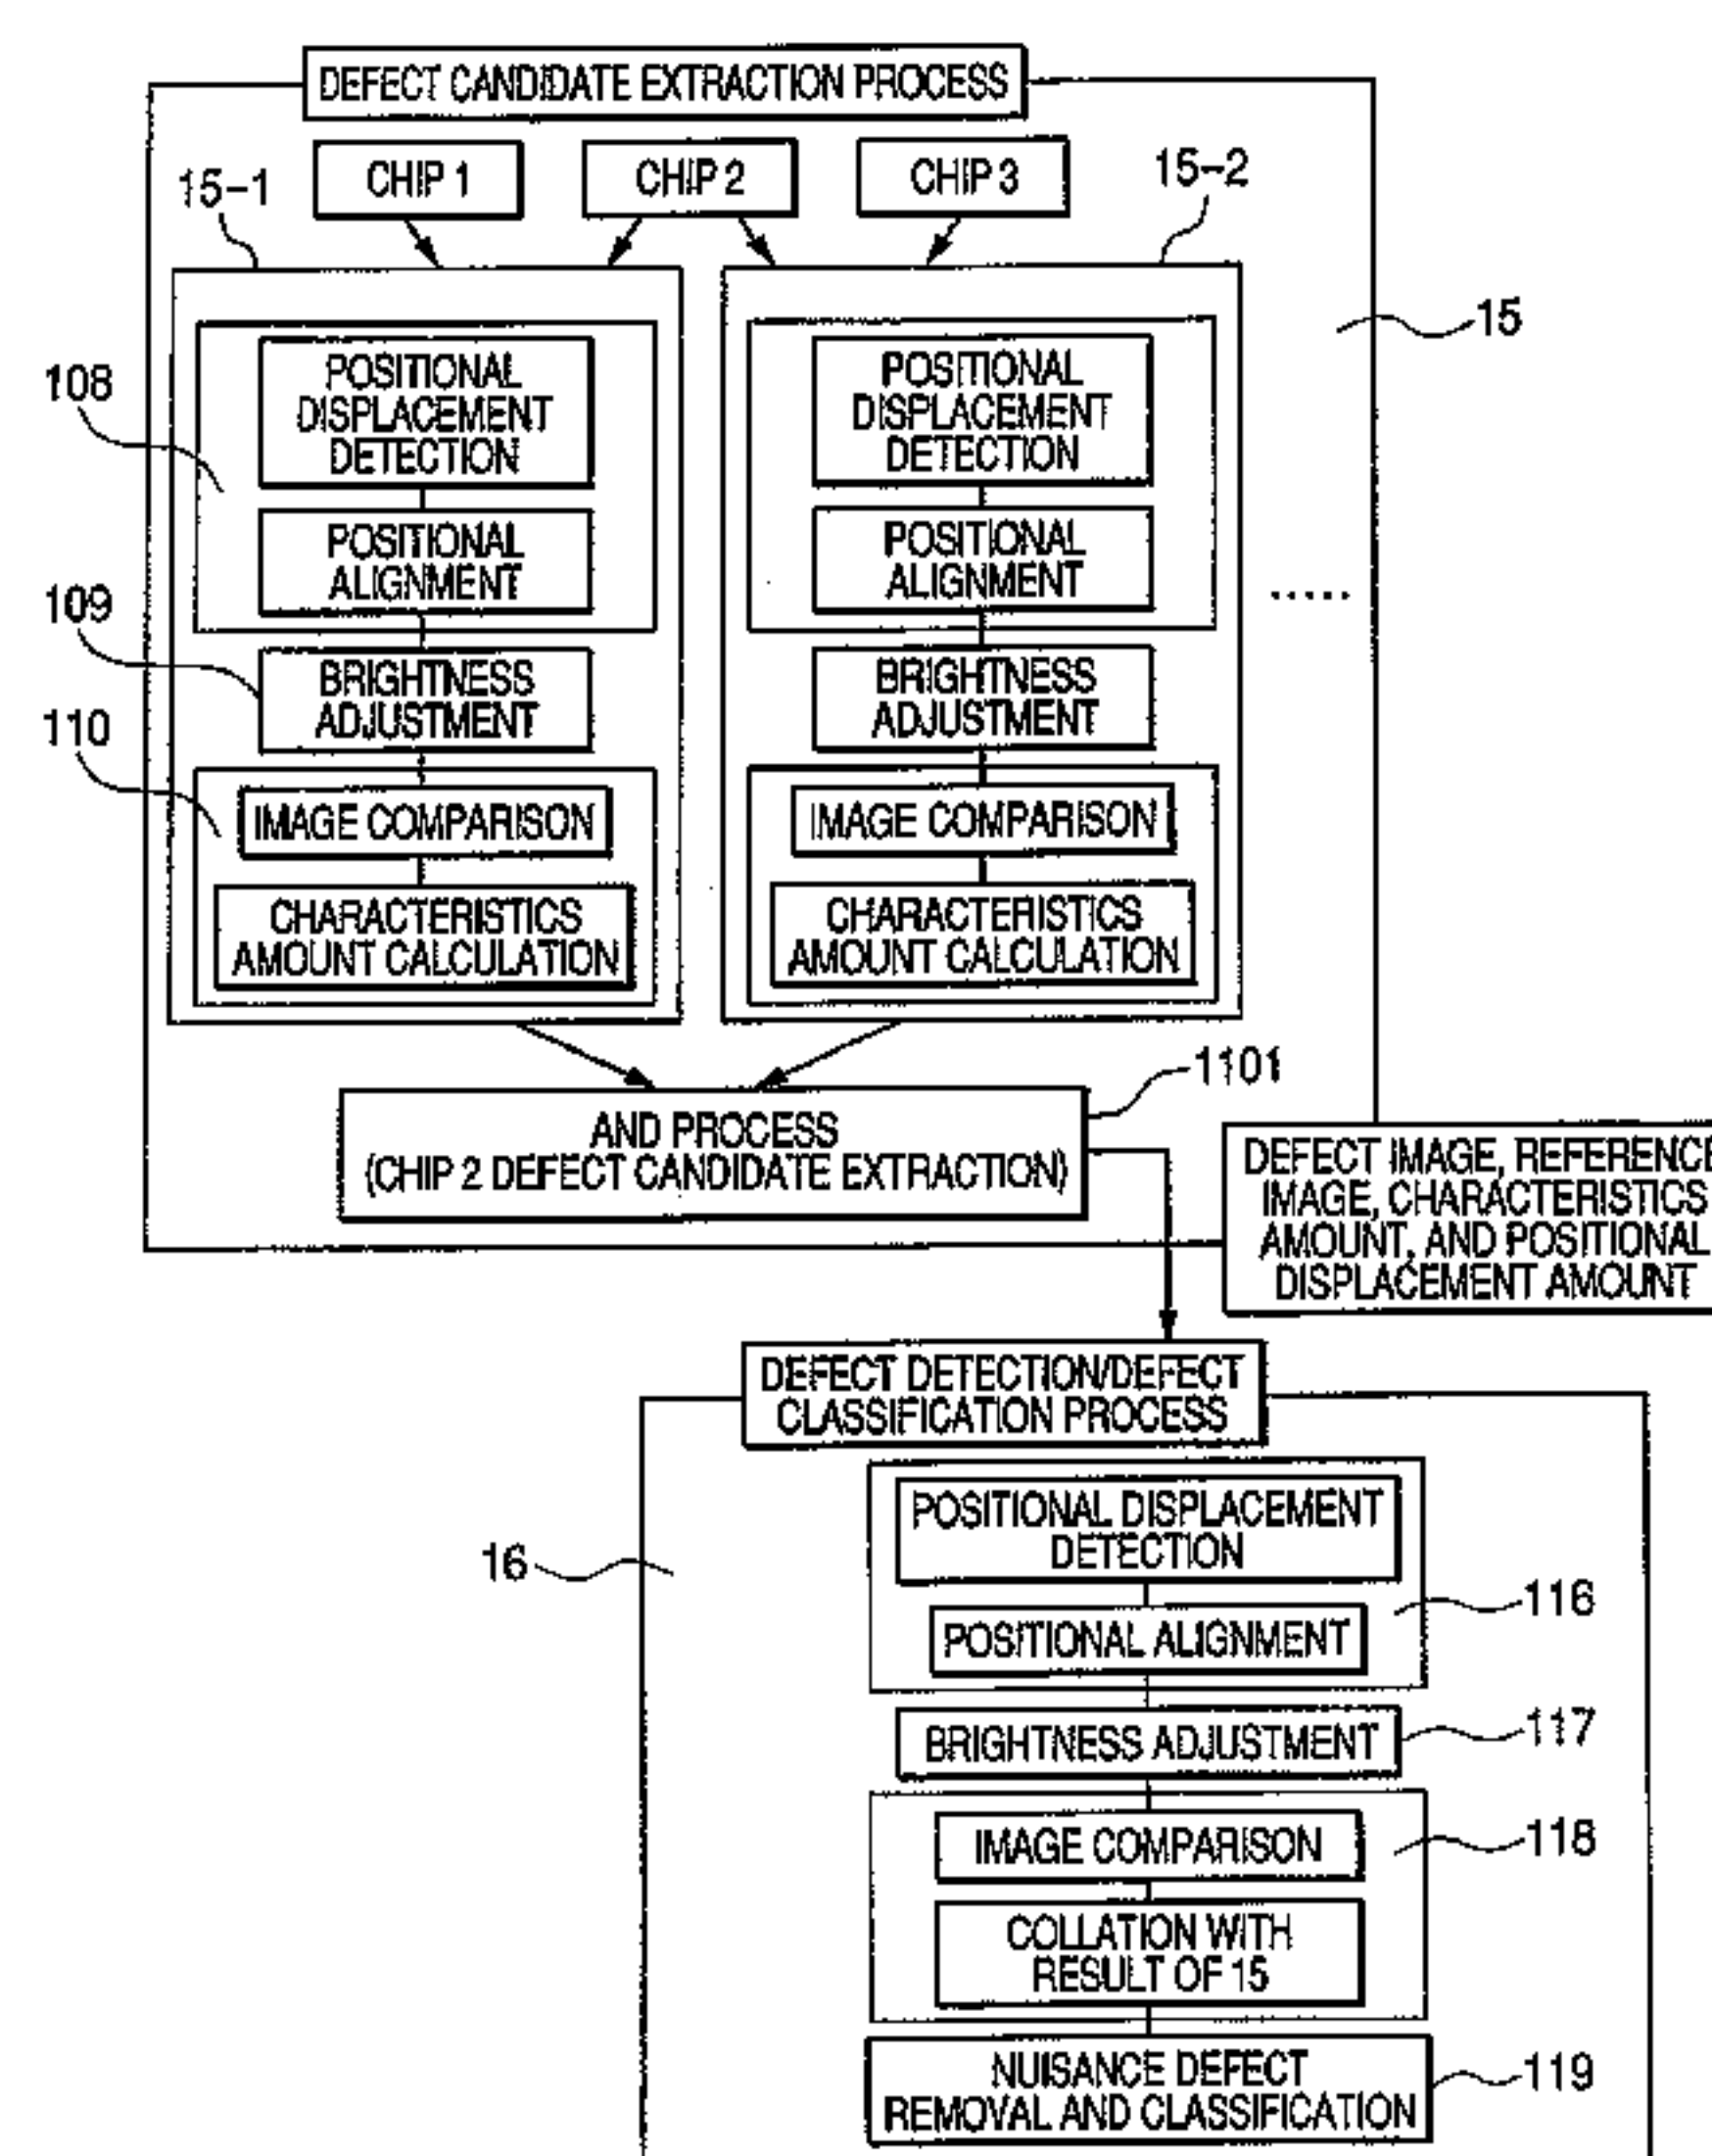 DEFECT CANDIDATE EXTRACTION PROCESS
CHIP 1
CHIP 2
CHIP 3
15-1
15-2
15
108
POSITIONAL
DISPLACEMENT
DETECTION
POSITIONAL
ALIGNMENT
109
BRIGHTNESS
ADJUSTMENT
110
IMAGE COMPARISON
CHARACTERISTICS
AMOUNT CALCULATION
POSITIONAL
DISPLACEMENT
DETECTION
POSITIONAL
ALIGNMENT
.....
BRIGHTNESS
ADJUSTMENT
IMAGE COMPARISON
CHARACTERISTICS
AMOUNT CALCULATION
1101
AND PROCESS
(CHIP 2 DEFECT CANDIDATE EXTRACTION)
DEFECT IMAGE, REFERENCE
IMAGE, CHARACTERISTICS
AMOUNT, AND POSITIONAL
DISPLACEMENT AMOUNT
DEFECT DETECTION/DEFECT
CLASSIFICATION PROCESS
16
POSITIONAL DISPLACEMENT
DETECTION
116
POSITIONAL ALIGNMENT
BRIGHTNESS ADJUSTMENT
117
IMAGE COMPARISON
118
COLLATION WITH
RESULT OF 15
NUISANCE DEFECT
REMOVAL AND CLASSIFICATION
119